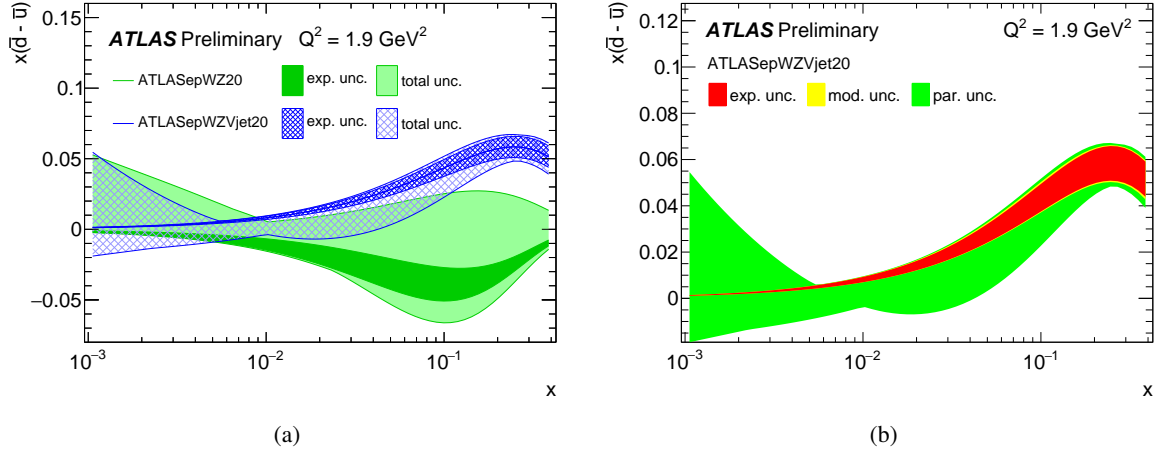 x(d̅ - u̅)
0.15
0.1
0.05
0
−0.05
ATLAS Preliminary Q² = 1.9 GeV²
ATLASepWZ20 exp. unc. total unc.
ATLASepWZVjet20 exp. unc. total unc.
10⁻³ 10⁻² 10⁻¹
x
(a)
x(d̅ - u̅)
0.12
0.1
0.08
0.06
0.04
0.02
0
ATLAS Preliminary Q² = 1.9 GeV²
ATLASepWZVjet20
exp. unc. mod. unc. par. unc.
10⁻³ 10⁻² 10⁻¹
x
(b)